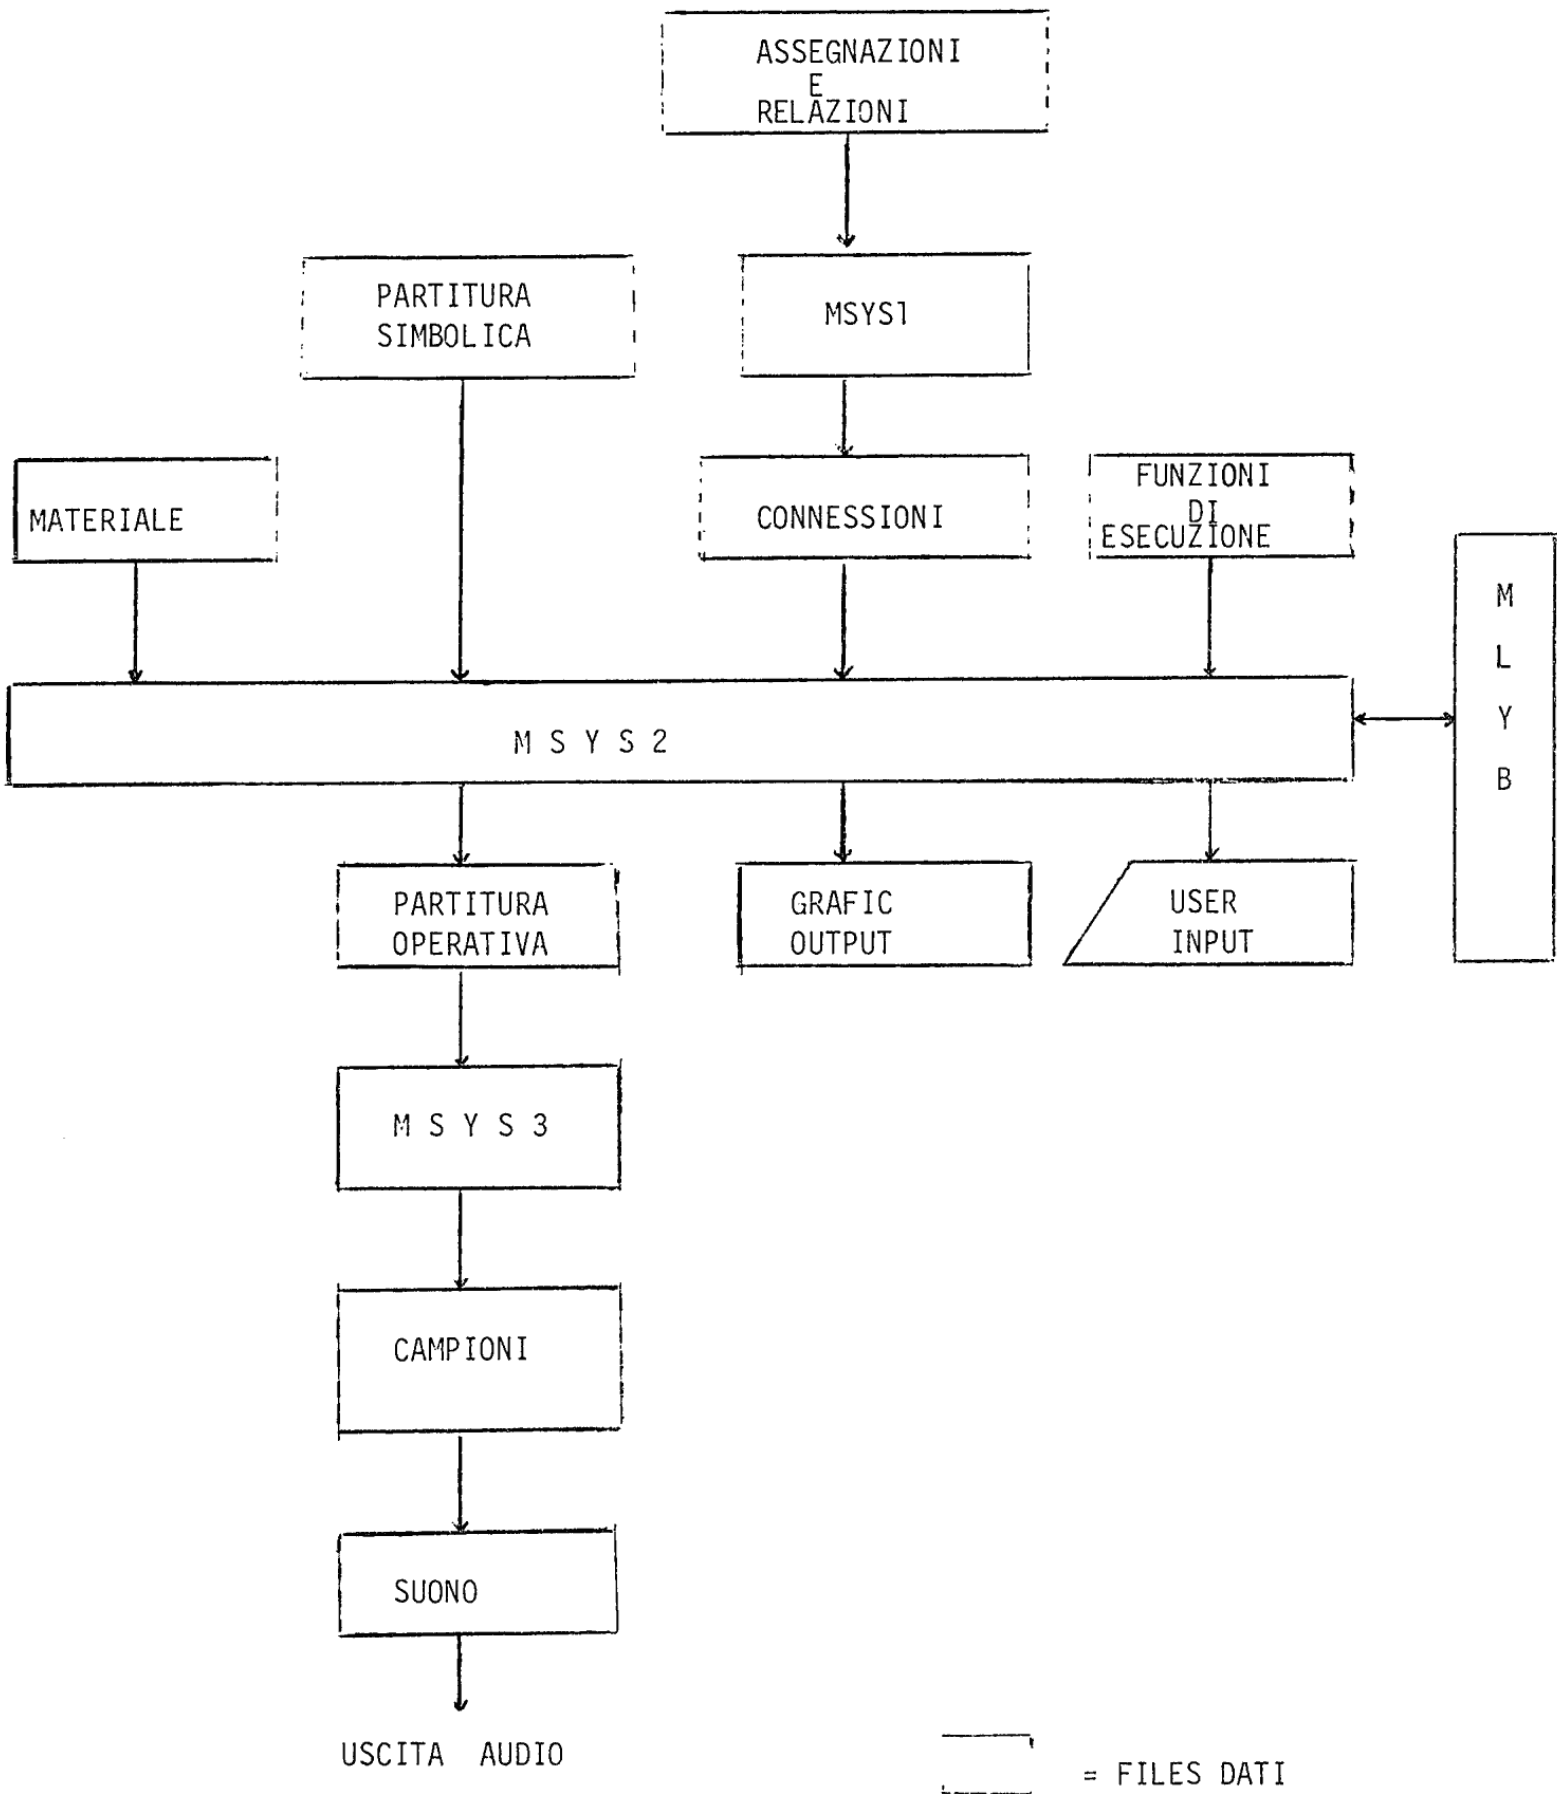 ASSEGNAZIONI
E
RELAZIONI
PARTITURA
SIMBOLICA
MSYS1
MATERIALE
CONNESSIONI
FUNZIONI
DI
ESECUZIONE
M
L
Y
B
M S Y S 2
PARTITURA
OPERATIVA
GRAFIC
OUTPUT
USER
INPUT
M S Y S 3
CAMPIONI
SUONO
USCITA AUDIO
= FILES DATI